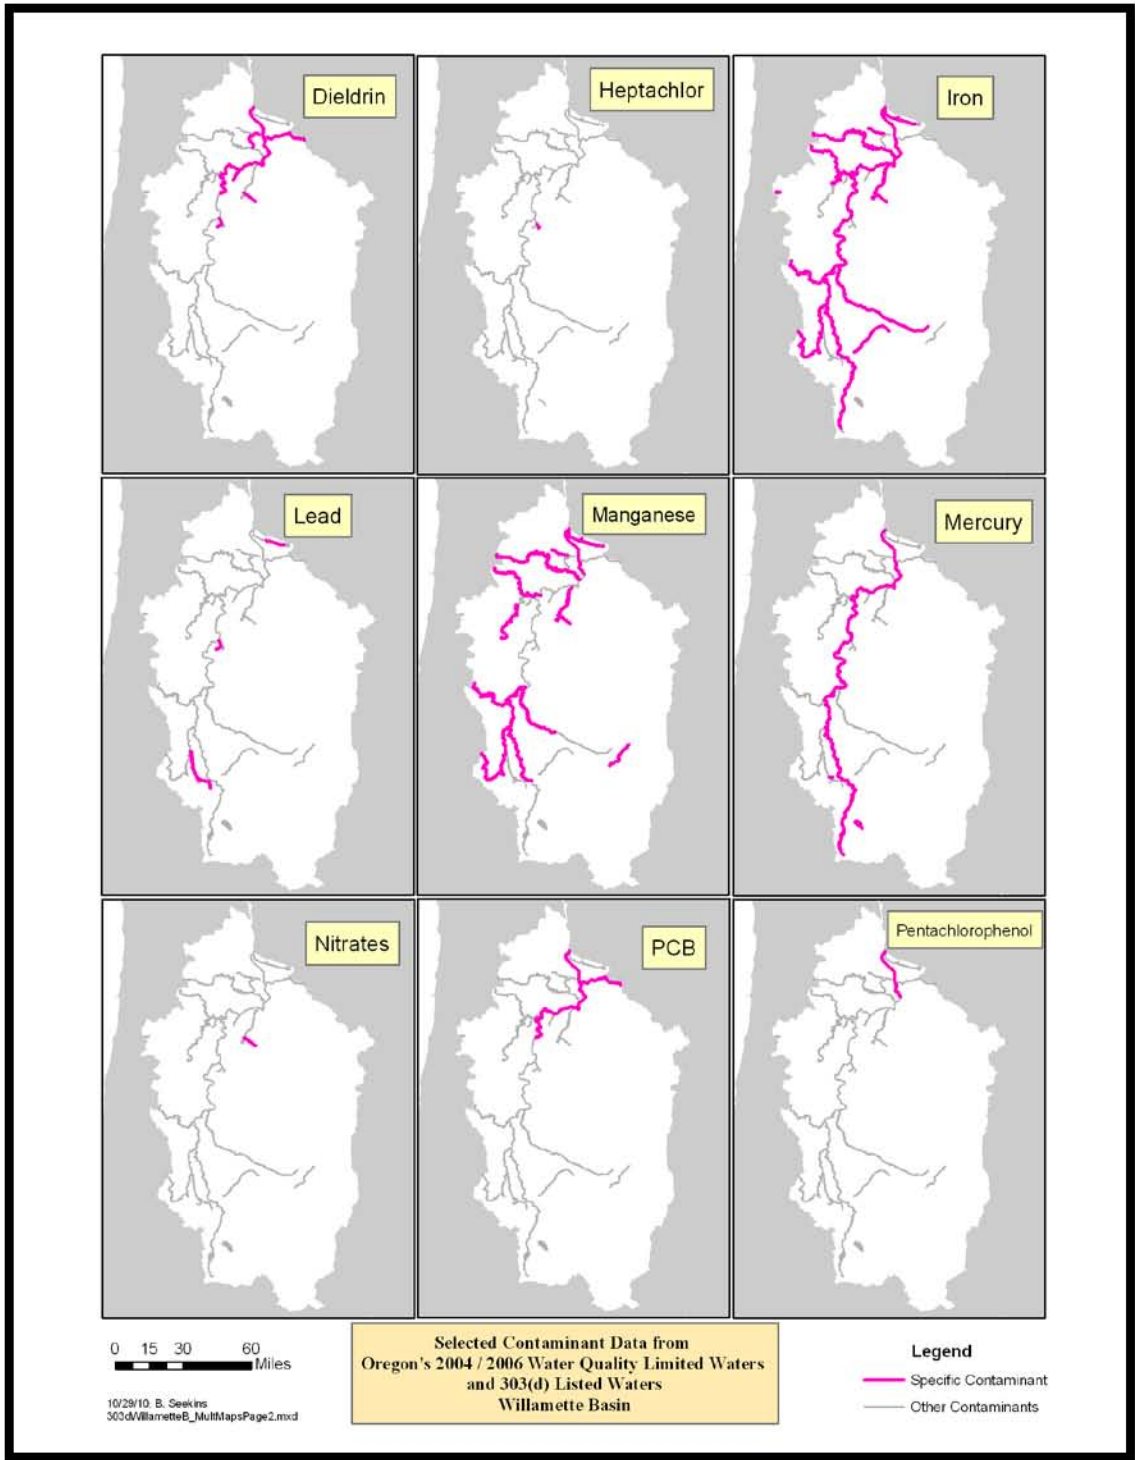 Dieldrin
Heptachlor
Iron
Lead
Manganese
Mercury
Nitrates
PCB
Pentachlorophenol
0 15 30 60
Miles
10/29/10: B. Seekins
303dWillametteB_MultMapsPage2.mxd
Selected Contaminant Data from
Oregon's 2004 / 2006 Water Quality Limited Waters
and 303(d) Listed Waters
Willamette Basin
Legend
Specific Contaminant
Other Contaminants